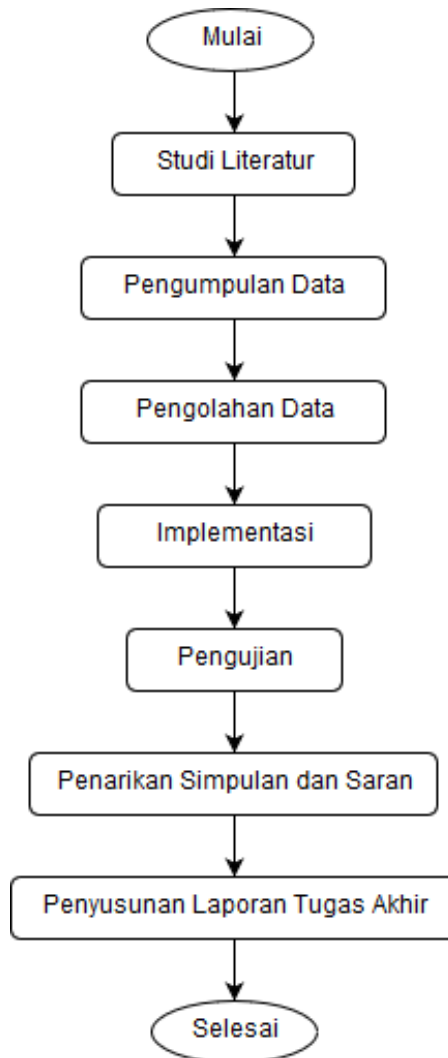 Mulai
Studi Literatur
Pengumpulan Data
Pengolahan Data
Implementasi
Pengujian
Penarikan Simpulan dan Saran
Penyusunan Laporan Tugas Akhir
Selesai